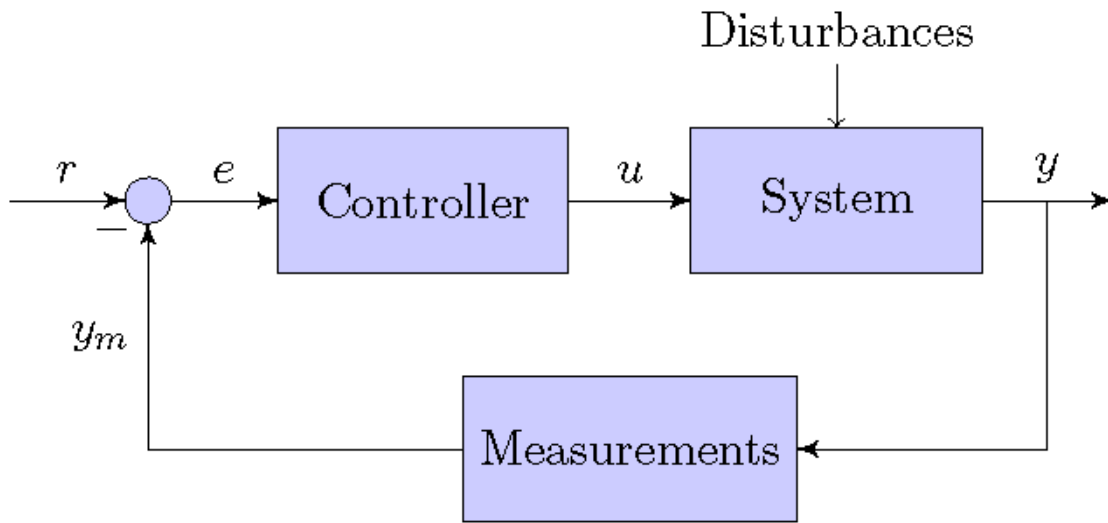 Disturbances
r
e
Controller
u
System
y
−
y_m
Measurements